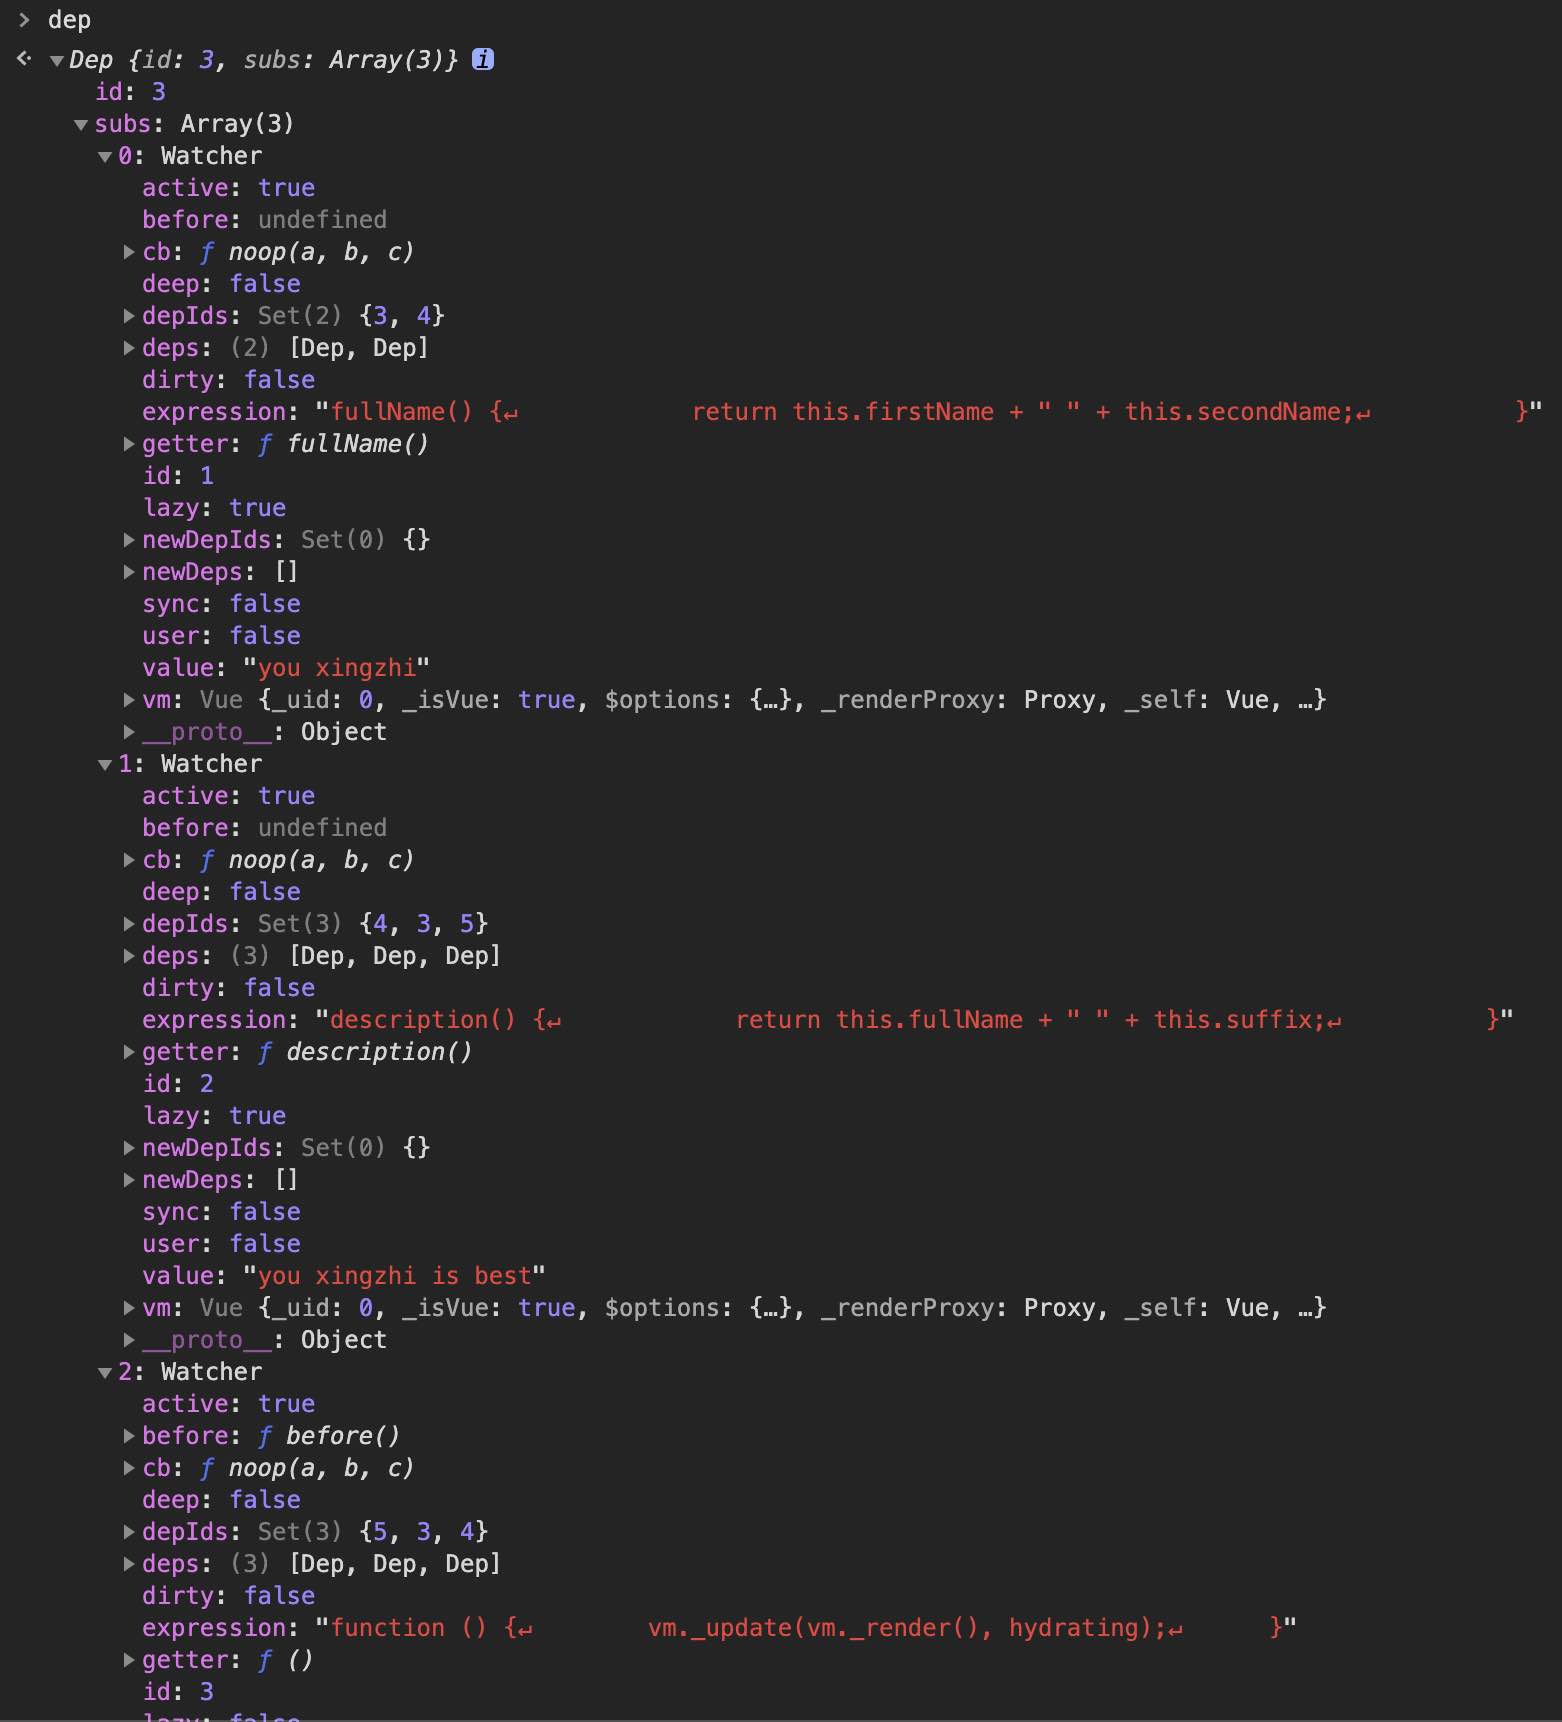 > dep
Dep {id: 3, subs: Array(3)} i
id: 3
subs: Array(3)
0: Watcher
active: true
before: undefined
cb: ƒ noop(a, b, c)
deep: false
depIds: Set(2) {3, 4}
deps: (2) [Dep, Dep]
dirty: false
expression: "fullName() {↵          return this.firstName + " " + this.secondName;↵        }"
getter: ƒ fullName()
id: 1
lazy: true
newDepIds: Set(0) {}
newDeps: []
sync: false
user: false
value: "you xingzhi"
vm: Vue {_uid: 0, _isVue: true, $options: {…}, _renderProxy: Proxy, _self: Vue, …}
__proto__: Object
1: Watcher
active: true
before: undefined
cb: ƒ noop(a, b, c)
deep: false
depIds: Set(3) {4, 3, 5}
deps: (3) [Dep, Dep, Dep]
dirty: false
expression: "description() {↵          return this.fullName + " " + this.suffix;↵        }"
getter: ƒ description()
id: 2
lazy: true
newDepIds: Set(0) {}
newDeps: []
sync: false
user: false
value: "you xingzhi is best"
vm: Vue {_uid: 0, _isVue: true, $options: {…}, _renderProxy: Proxy, _self: Vue, …}
__proto__: Object
2: Watcher
active: true
before: ƒ before()
cb: ƒ noop(a, b, c)
deep: false
depIds: Set(3) {5, 3, 4}
deps: (3) [Dep, Dep, Dep]
dirty: false
expression: "function () {↵        vm._update(vm._render(), hydrating);↵      }"
getter: ƒ ()
id: 3
lazy: false